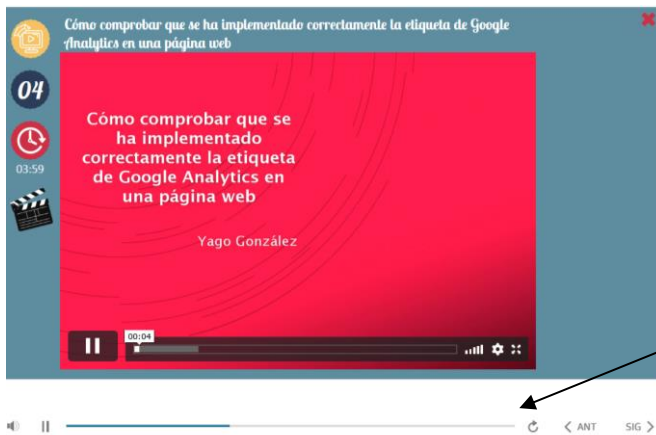 Cómo comprobar que se ha implementado correctamente la etiqueta de Google
Analytics en una página web
04
03:59
Cómo comprobar que se
ha implementado
correctamente la etiqueta
de Google Analytics en
una página web
Yago González
00:04
ANT
SIG